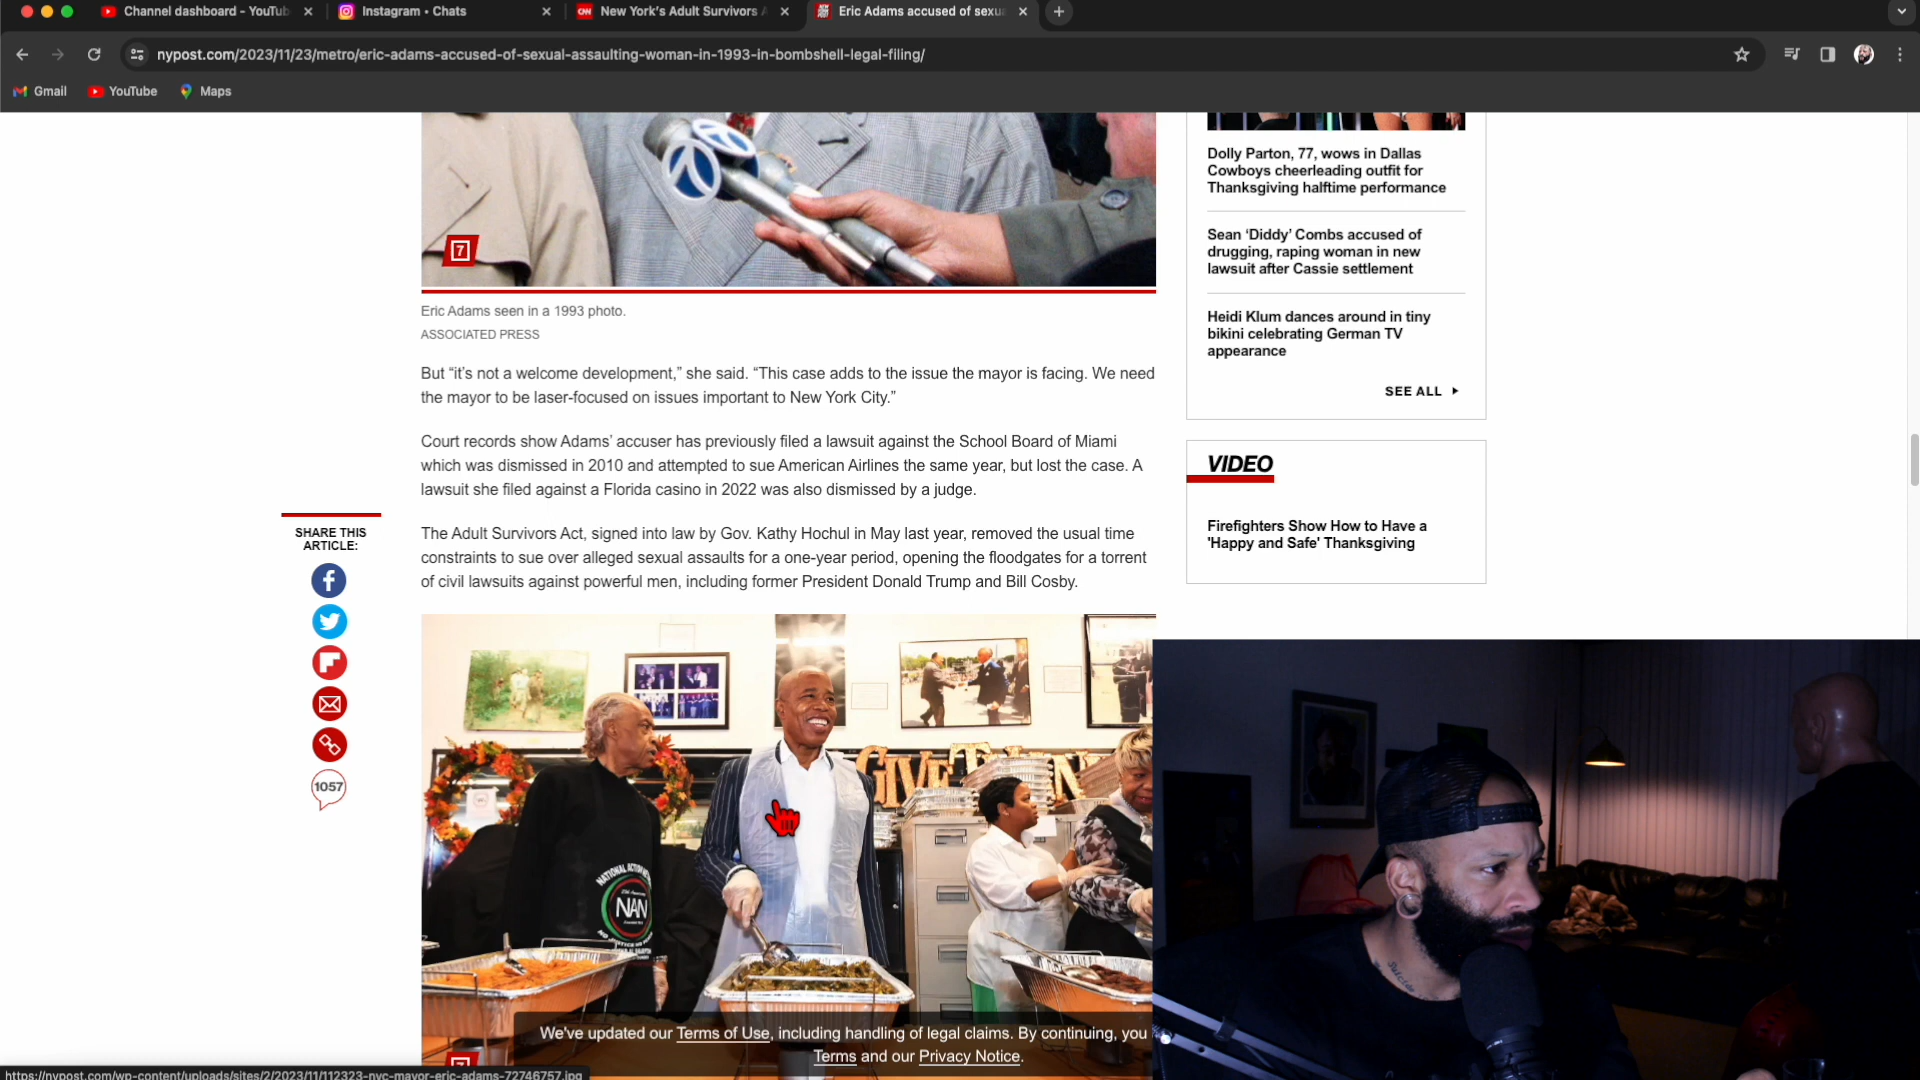 Channel dashboard - YouTub
Instagram • Chats
New York's Adult Survivors A
Eric Adams accused of sexu
nypost.com/2023/11/23/metro/eric-adams-accused-of-sexual-assaulting-woman-in-1993-in-bombshell-legal-filing/
Gmail
YouTube
Maps
7
Eric Adams seen in a 1993 photo.
ASSOCIATED PRESS
But “it’s not a welcome development,” she said. “This case adds to the issue the mayor is facing. We need
the mayor to be laser-focused on issues important to New York City.”
Court records show Adams’ accuser has previously filed a lawsuit against the School Board of Miami
which was dismissed in 2010 and attempted to sue American Airlines the same year, but lost the case. A
lawsuit she filed against a Florida casino in 2022 was also dismissed by a judge.
The Adult Survivors Act, signed into law by Gov. Kathy Hochul in May last year, removed the usual time
constraints to sue over alleged sexual assaults for a one-year period, opening the floodgates for a torrent
of civil lawsuits against powerful men, including former President Donald Trump and Bill Cosby.
SHARE THIS
ARTICLE:
1057
Dolly Parton, 77, wows in Dallas
Cowboys cheerleading outfit for
Thanksgiving halftime performance
Sean ‘Diddy’ Combs accused of
drugging, raping woman in new
lawsuit after Cassie settlement
Heidi Klum dances around in tiny
bikini celebrating German TV
appearance
SEE ALL
VIDEO
Firefighters Show How to Have a
'Happy and Safe' Thanksgiving
NATIONAL ACTION
NAN
We've updated our Terms of Use, including handling of legal claims. By continuing, you
Terms and our Privacy Notice.
https://nypost.com/wp-content/uploads/sites/2/2023/11/112323-nyc-mayor-eric-adams-72746757.jpg